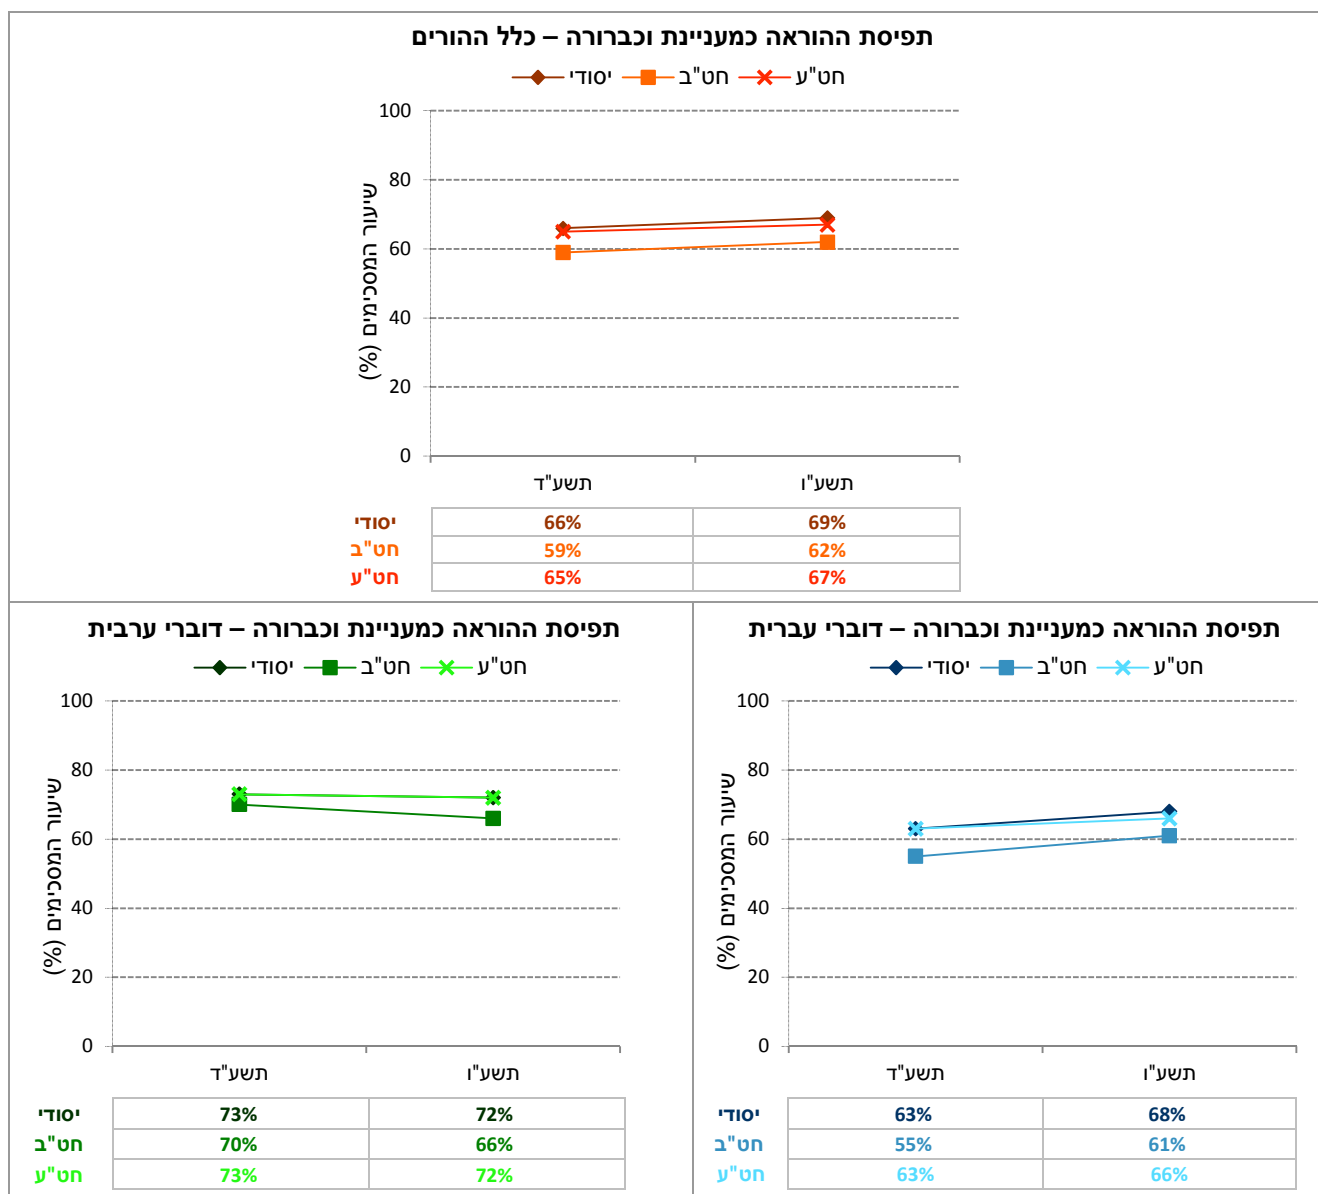 תפיסת ההוראה כמעניינת וכברורה – כלל ההורים
יסודי חט"ב חט"ע
שיעור המסכימים (%)
100
80
60
40
20
0
תשע"ד תשע"ו
יסודי 66% 69%
חט"ב 59% 62%
חט"ע 65% 67%
תפיסת ההוראה כמעניינת וכברורה – דוברי עברית
יסודי חט"ב חט"ע
שיעור המסכימים (%)
100
80
60
40
20
0
תשע"ד תשע"ו
יסודי 63% 68%
חט"ב 55% 61%
חט"ע 63% 66%
תפיסת ההוראה כמעניינת וכברורה – דוברי ערבית
יסודי חט"ב חט"ע
שיעור המסכימים (%)
100
80
60
40
20
0
תשע"ד תשע"ו
יסודי 73% 72%
חט"ב 70% 66%
חט"ע 73% 72%